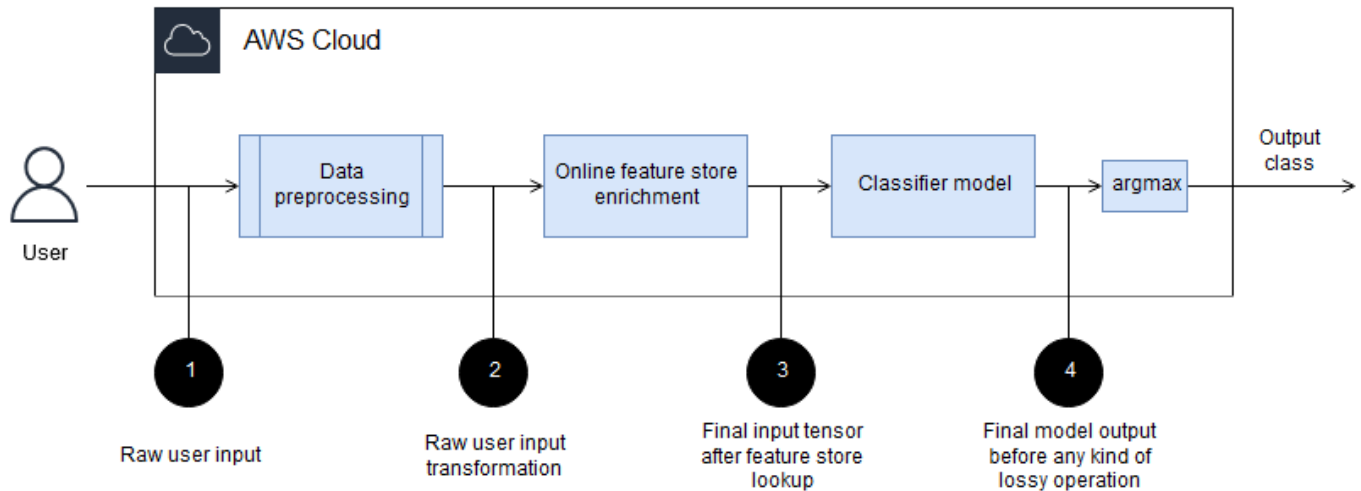 AWS Cloud
User
Data
preprocessing
Online feature store
enrichment
Classifier model
argmax
Output
class
1
2
3
4
Raw user input
Raw user input
transformation
Final input tensor
after feature store
lookup
Final model output
before any kind of
lossy operation